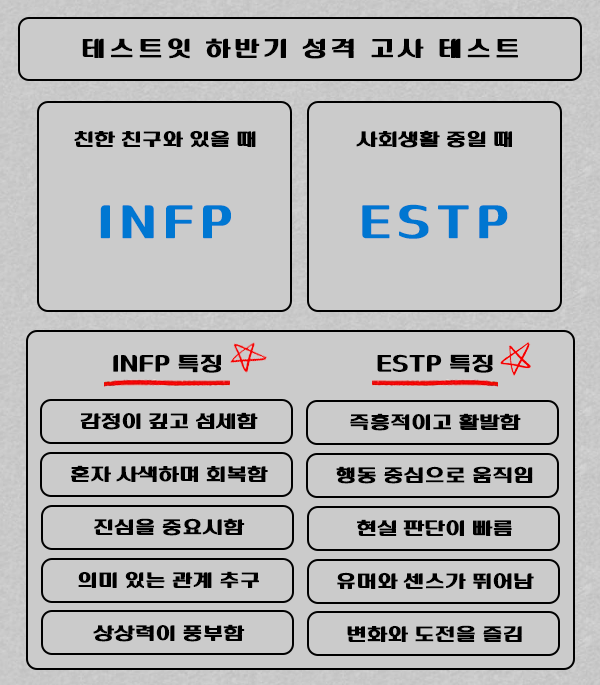 테스트잇 하반기 성격 고사 테스트
친한 친구와 있을 때
INFP
사회생활 중일 때
ESTP
INFP 특징
감정이 깊고 섬세함
혼자 사색하며 회복함
진심을 중요시함
의미 있는 관계 추구
상상력이 풍부함
ESTP 특징
즉흥적이고 활발함
행동 중심으로 움직임
현실 판단이 빠름
유머와 센스가 뛰어남
변화와 도전을 즐김